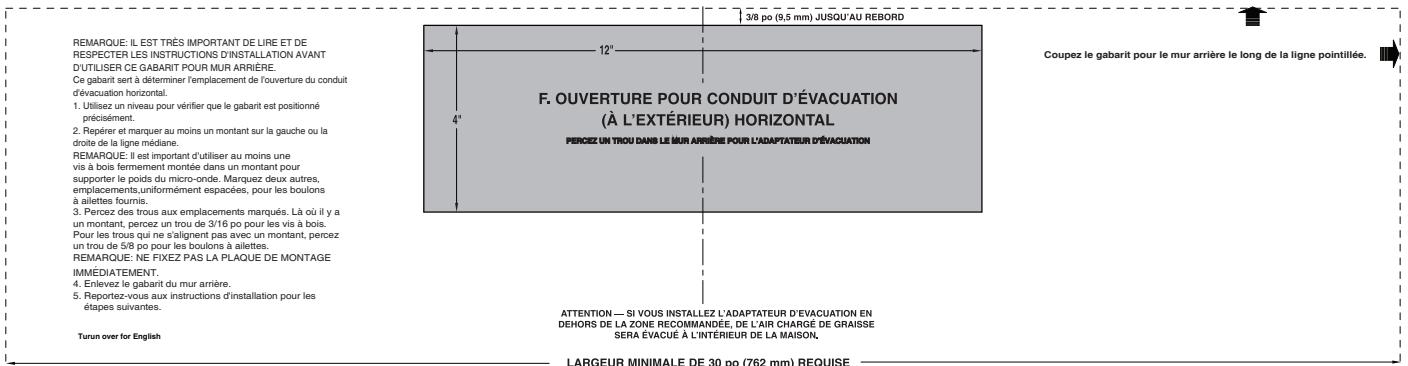 3/8 po (9,5 mm) JUSQU'AU REBORD
REMARQUE: IL EST TRÈS IMPORTANT DE LIRE ET DE
RESPECTER LES INSTRUCTIONS D'INSTALLATION AVANT
D'UTILISER CE GABARIT POUR MUR ARRIÈRE.
Ce gabarit sert à déterminer l'emplacement de l'ouverture du conduit
d'évacuation horizontal.
1. Utilisez un niveau pour vérifier que le gabarit est positionné
précisément.
2. Repérer et marquer au moins un montant sur la gauche ou la
droite de la ligne médiane.
REMARQUE: Il est important d'utiliser au moins une
vis à bois fermement montée dans un montant pour
supporter le poids du micro-onde. Marquez deux autres,
emplacements,uniformément espacées, pour les boulons
à ailettes fournis.
3. Percez des trous aux emplacements marqués. Là où il y a
un montant, percez un trou de 3/16 po pour les vis à bois.
Pour les trous qui ne s'alignent pas avec un montant, percez
un trou de 5/8 po pour les boulons à ailettes.
REMARQUE: NE FIXEZ PAS LA PLAQUE DE MONTAGE
IMMÉDIATEMENT.
4. Enlevez le gabarit du mur arrière.
5. Reportez-vous aux instructions d'installation pour les
étapes suivantes.
Turun over for English
12"
4"
F. OUVERTURE POUR CONDUIT D'ÉVACUATION
(À L'EXTÉRIEUR) HORIZONTAL
PERCEZ UN TROU DANS LE MUR ARRIÈRE POUR L'ADAPTATEUR D'ÉVACUATION
Coupez le gabarit pour le mur arrière le long de la ligne pointillée.
ATTENTION — SI VOUS INSTALLEZ L'ADAPTATEUR D'EVACUATION EN
DEHORS DE LA ZONE RECOMMANDÉE, DE L'AIR CHARGÉ DE GRAISSE
SERA ÉVACUÉ À L'INTÉRIEUR DE LA MAISON.
LARGEUR MINIMALE DE 30 po (762 mm) REQUISE